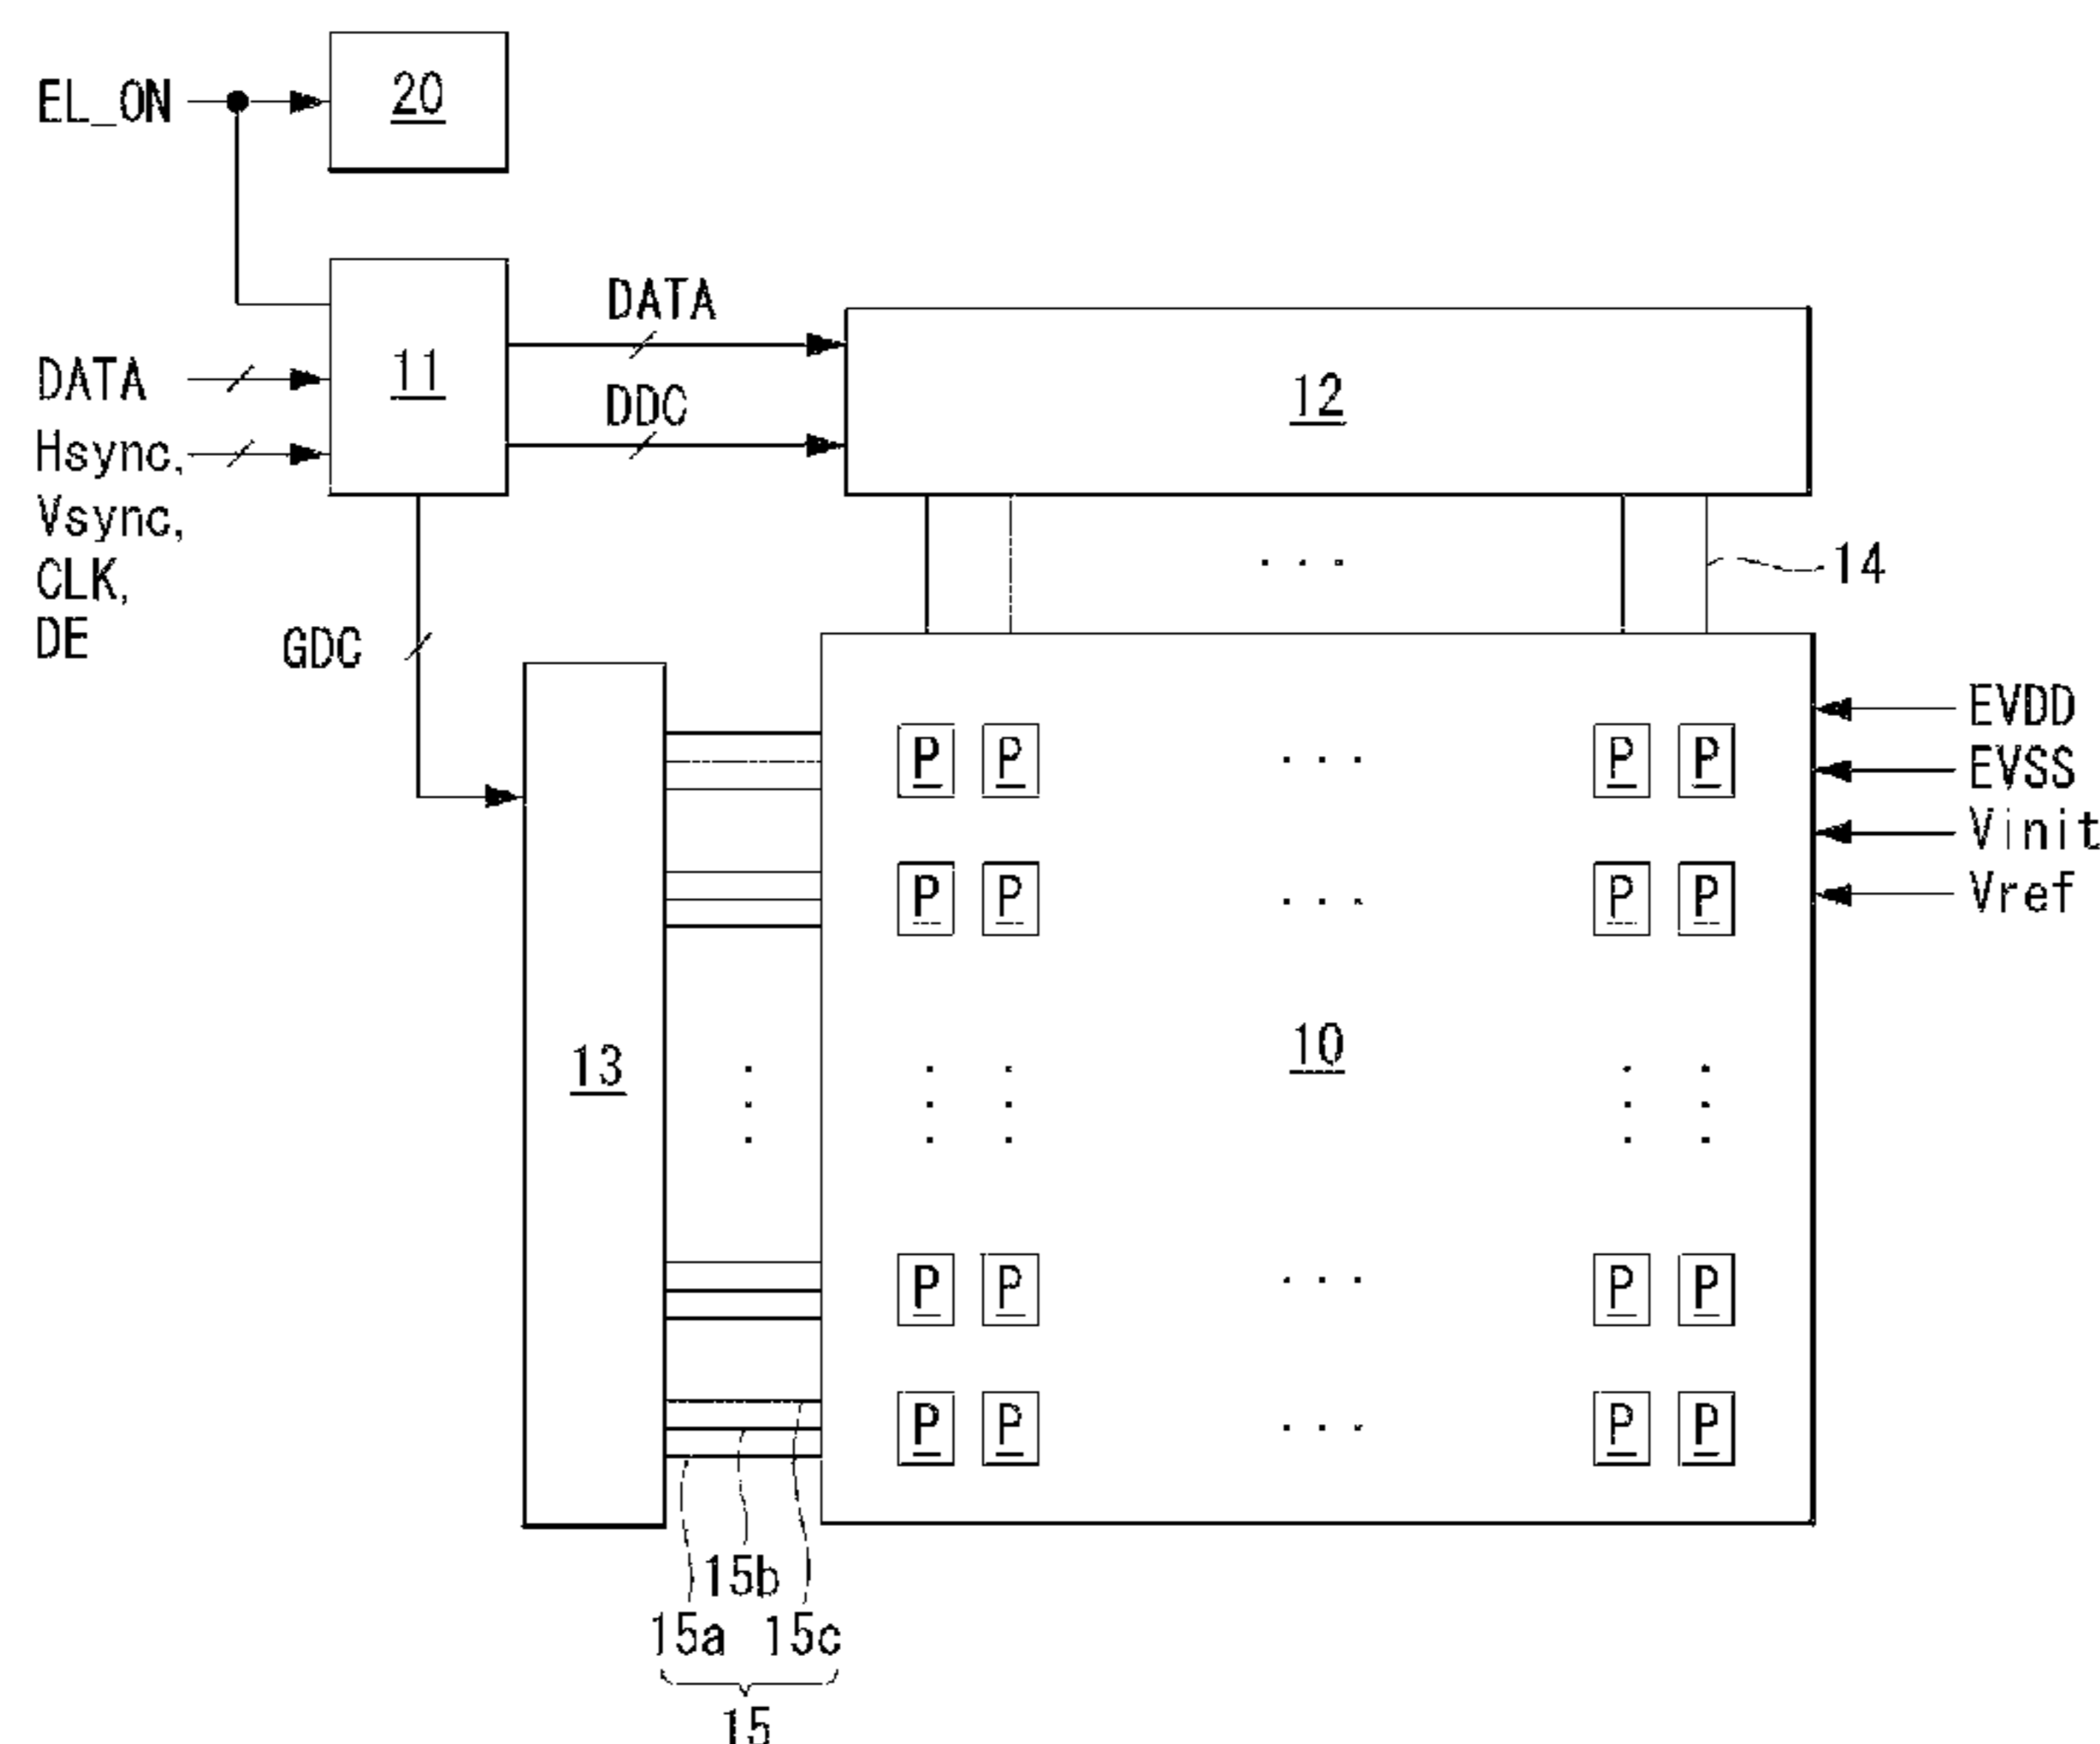 EL_ON
20
DATA
11
DATA
DDC
12
Hsync,
Vsync,
CLK,
DE
GDC
14
EVDD
EVSS
Vinit
Vref
P P P P
P P P P
13
10
P P P P
P P P P
15b
15a 15c
15